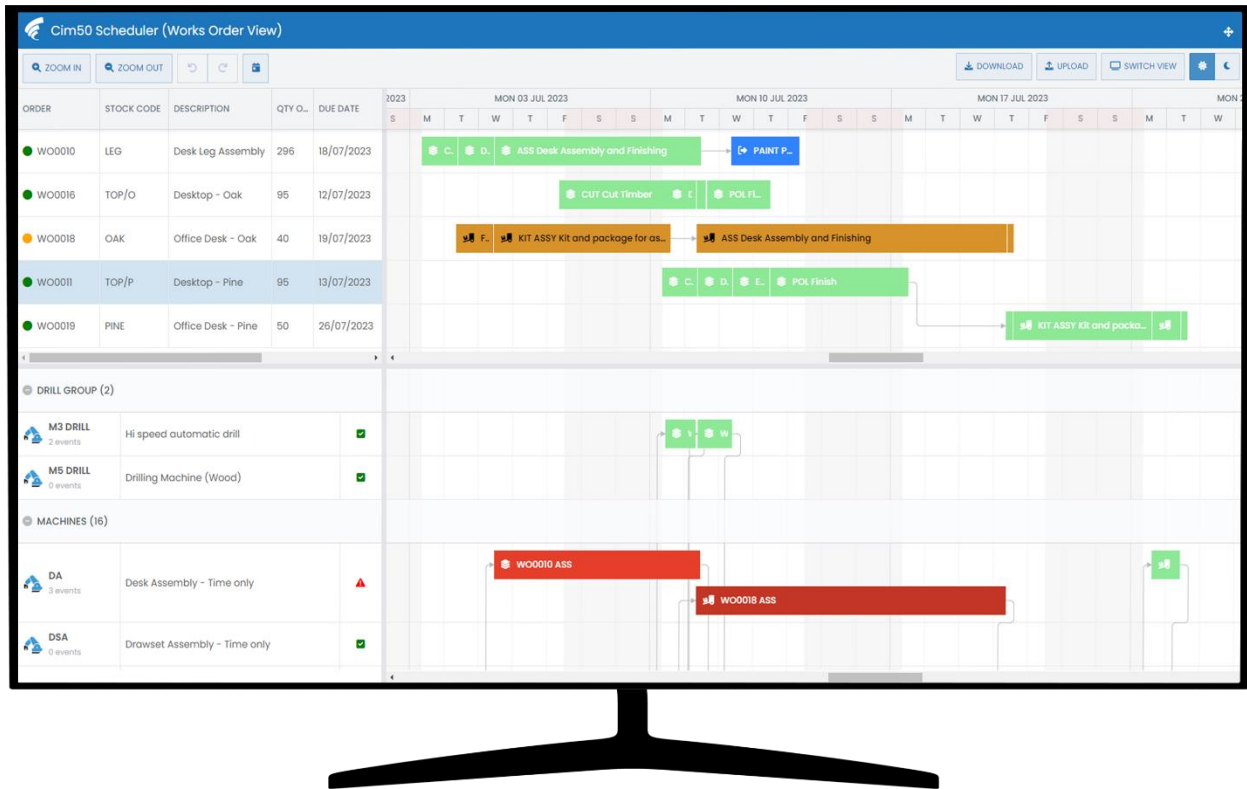 Cim50 Scheduler (Works Order View)
ZOOM IN ZOOM OUT DOWNLOAD UPLOAD SWITCH VIEW
ORDER STOCK CODE DESCRIPTION QTY O... DUE DATE
2023 MON 03 JUL 2023 MON 10 JUL 2023 MON 17 JUL 2023 MON
S M T W T F S S M T W T F S S M T W T F S S M T W
WO0010 LEG Desk Leg Assembly 296 18/07/2023 C. D. ASS Desk Assembly and Finishing PAINT P...
WO0016 TOP/O Desktop - Oak 95 12/07/2023 CUT Cut Timber POL Fi...
WO0018 OAK Office Desk - Oak 40 19/07/2023 F.. KIT ASSY Kit and package for as... ASS Desk Assembly and Finishing
WO0011 TOP/P Desktop - Pine 95 13/07/2023 C. D. E.. POL Finish
WO0019 PINE Office Desk - Pine 50 26/07/2023 KIT ASSY Kit and packa...
DRILL GROUP (2)
M3 DRILL
2 events
Hi speed automatic drill
W
M5 DRILL
0 events
Drilling Machine (Wood)
MACHINES (16)
DA
3 events
Desk Assembly - Time only
WO0010 ASS
WO0018 ASS
DSA
0 events
Drawset Assembly - Time only